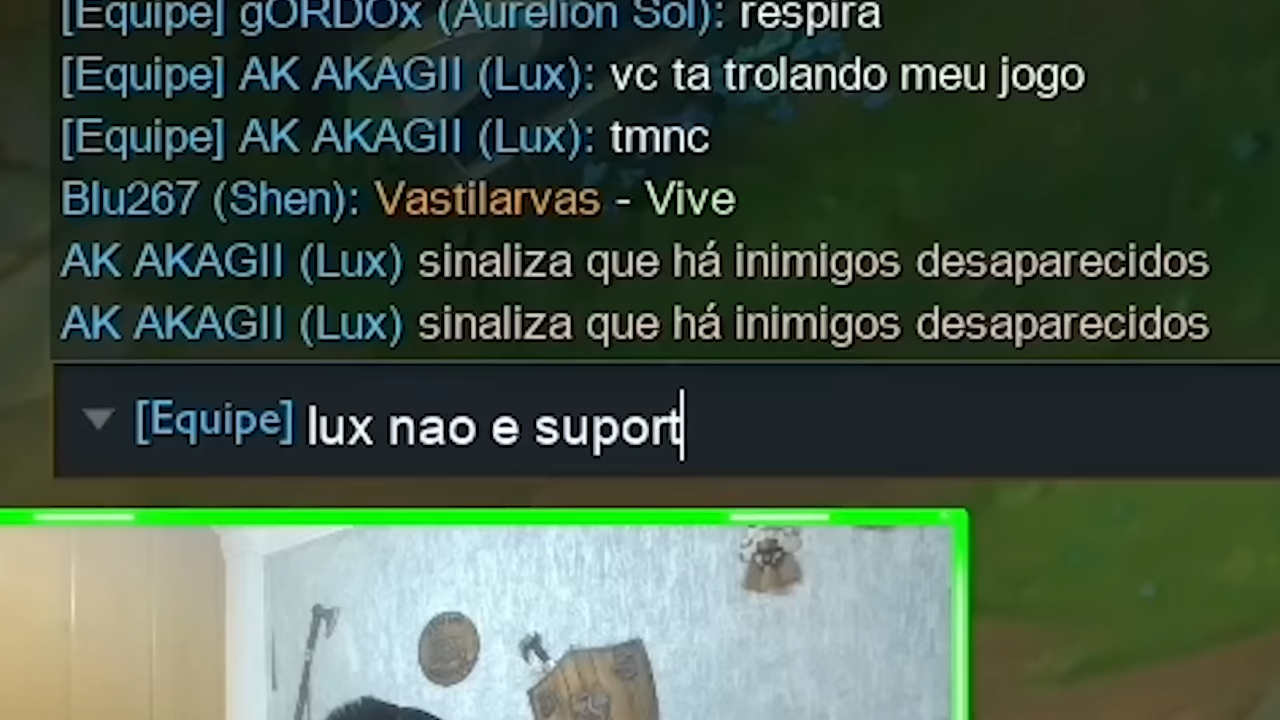 [Equipe] gORDOx (Aurelion Sol): respira
[Equipe] AK AKAGII (Lux): vc ta trolando meu jogo
[Equipe] AK AKAGII (Lux): tmnc
Blu267 (Shen): Vastilarvas - Vive
AK AKAGII (Lux) sinaliza que há inimigos desaparecidos
AK AKAGII (Lux) sinaliza que há inimigos desaparecidos
[Equipe] lux nao e suport